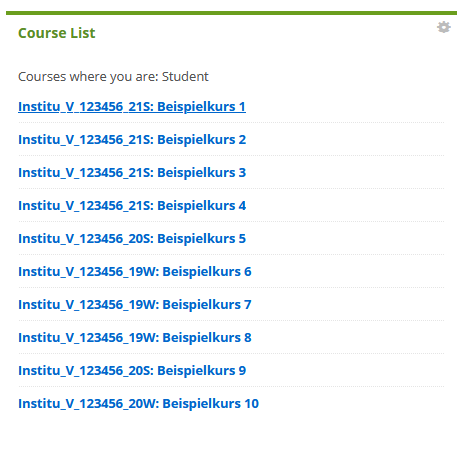 Course List
Courses where you are: Student
Institu_V_123456_21S: Beispielkurs 1
Institu_V_123456_21S: Beispielkurs 2
Institu_V_123456_21S: Beispielkurs 3
Institu_V_123456_21S: Beispielkurs 4
Institu_V_123456_20S: Beispielkurs 5
Institu_V_123456_19W: Beispielkurs 6
Institu_V_123456_19W: Beispielkurs 7
Institu_V_123456_19W: Beispielkurs 8
Institu_V_123456_20S: Beispielkurs 9
Institu_V_123456_20W: Beispielkurs 10